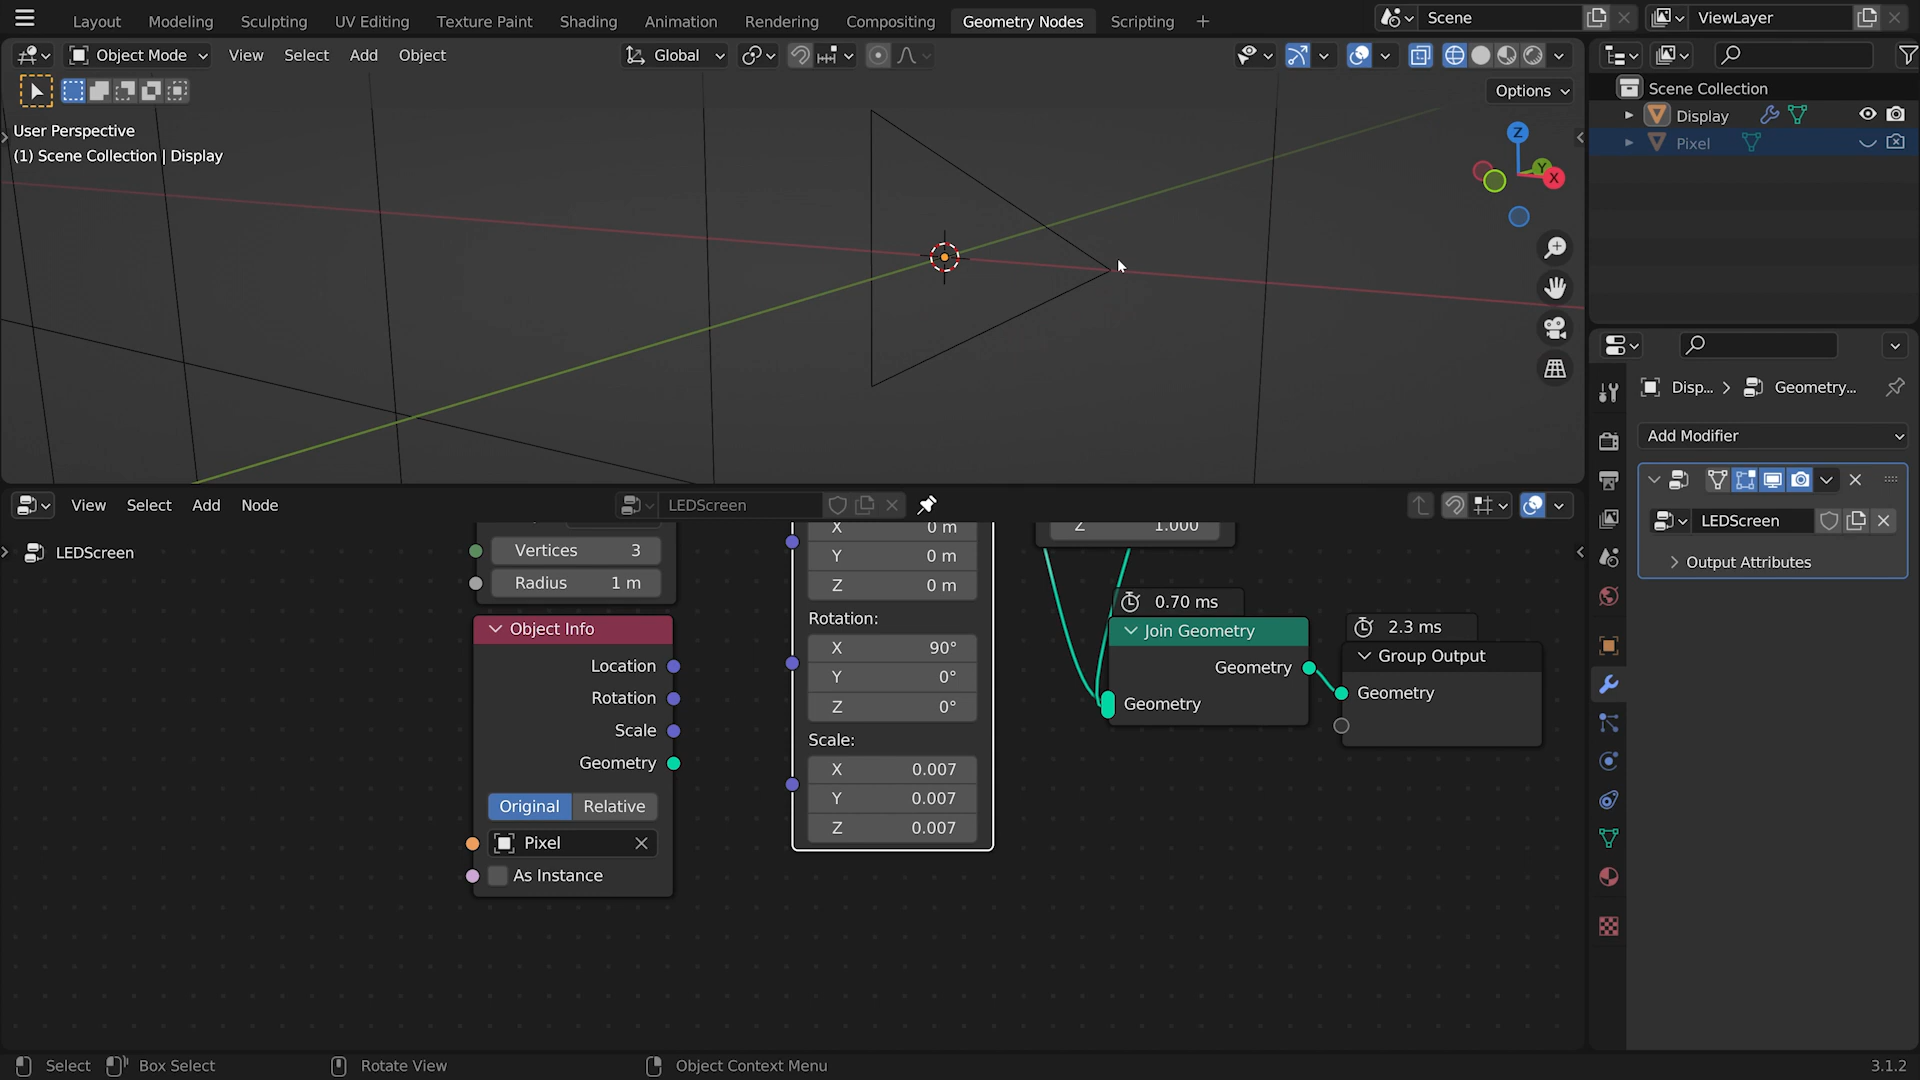 Layout Modeling Sculpting UV Editing Texture Paint Shading Animation Rendering Compositing Geometry Nodes Scripting +
Scene
ViewLayer
Object Mode View Select Add Object
Global
Options
User Perspective
(1) Scene Collection | Display
Z
Y
X
Scene Collection
Display
Pixel
Disp... > Geometry...
Add Modifier
LEDScreen
Output Attributes
View Select Add Node
LEDScreen
LEDScreen
Vertices 3
Radius 1 m
Object Info
Location
Rotation
Scale
Geometry
Original Relative
Pixel
As Instance
X 0 m
Y 0 m
Z 0 m
Rotation:
X 90°
Y 0°
Z 0°
Scale:
X 0.007
Y 0.007
Z 0.007
Z 1.000
0.70 ms
Join Geometry
Geometry
Geometry
2.3 ms
Group Output
Geometry
Select Box Select Rotate View Object Context Menu
3.1.2